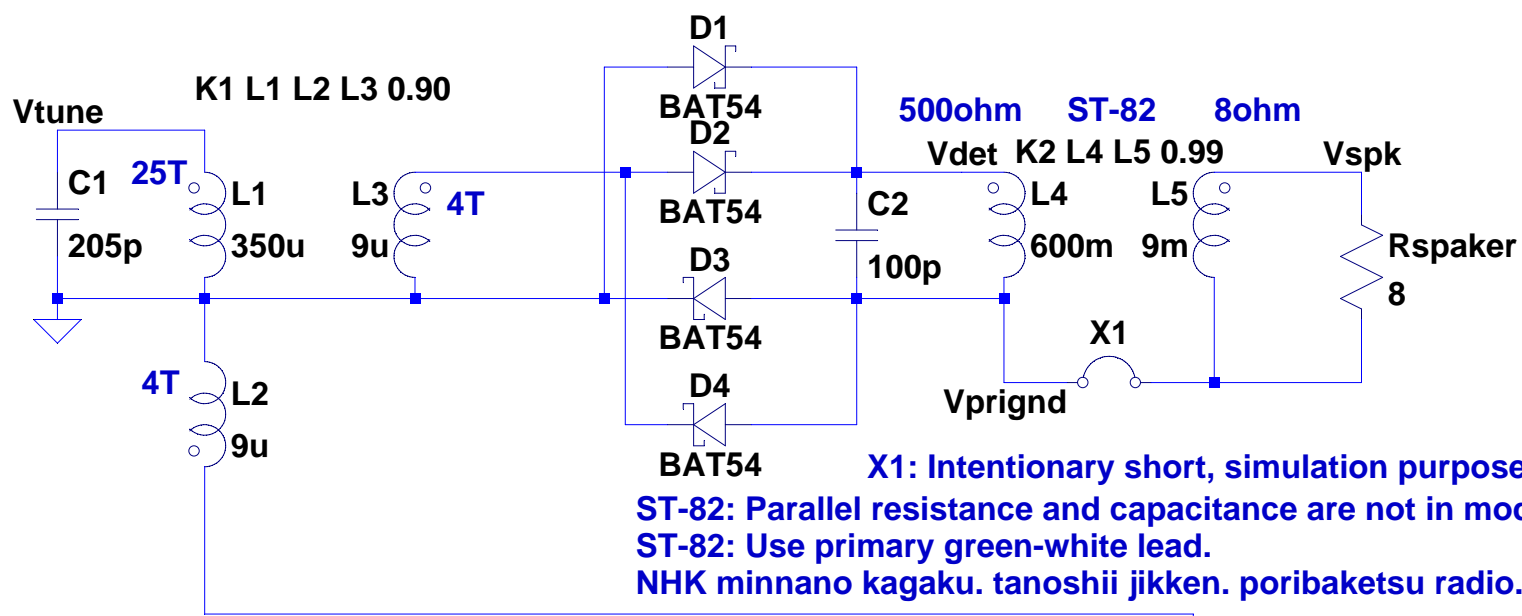 D1
K1 L1 L2 L3 0.90
Vtune
BAT54
500ohm ST-82 8ohm
D2
Vdet K2 L4 L5 0.99 Vspk
25T
C1
L1
L3
4T
BAT54
C2
L4
L5
205p
350u
9u
D3
100p
600m
9m
Rspaker
8
BAT54
X1
4T
L2
D4
Vprignd
9u
BAT54
X1: Intentionary short, simulation purpose
ST-82: Parallel resistance and capacitance are not in mod
ST-82: Use primary green-white lead.
NHK minnano kagaku. tanoshii jikken. poribaketsu radio.